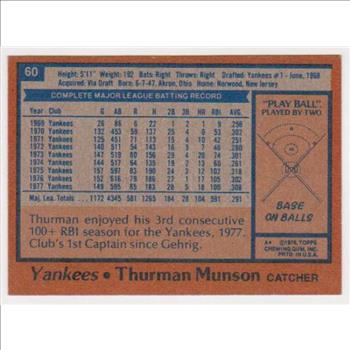 60
Height: 5'11" Weight: 192 Bats: Right Throws: Right Drafted: Yankees #1-June, 1968
Acquired: Via Draft Born: 6-7-47, Akron, Ohio Home: Norwood, New Jersey
COMPLETE MAJOR LEAGUE BATTING RECORD
Year Club G AB R H 2B 3B HR RBI AVG.
1969 Yankees 26 86 6 22 1 2 1 9 .256
1970 Yankees 132 453 59 137 25 4 6 53 .302
1971 Yankees 125 451 71 113 15 4 10 42 .251
1972 Yankees 140 511 54 143 16 3 7 46 .280
1973 Yankees 147 519 80 156 29 4 20 74 .301
1974 Yankees 144 517 64 135 19 2 13 60 .261
1975 Yankees 157 597 83 190 24 3 12 102 .318
1976 Yankees 152 616 79 186 27 1 17 105 .302
1977 Yankees 149 595 85 183 28 5 18 100 .308
Maj. Lea. Totals 1172 4345 581 1265 184 28 104 591 .291
Thurman enjoyed his 3rd consecutive
100+ RBI season for the Yankees, 1977.
Club's 1st Captain since Gehrig.
"PLAY BALL"
PLAYED BY TWO
BASE
ON BALLS
© 1978, TOPPS
CHEWING GUM, INC.
PRTD. IN U.S.A.
Yankees • Thurman Munson CATCHER